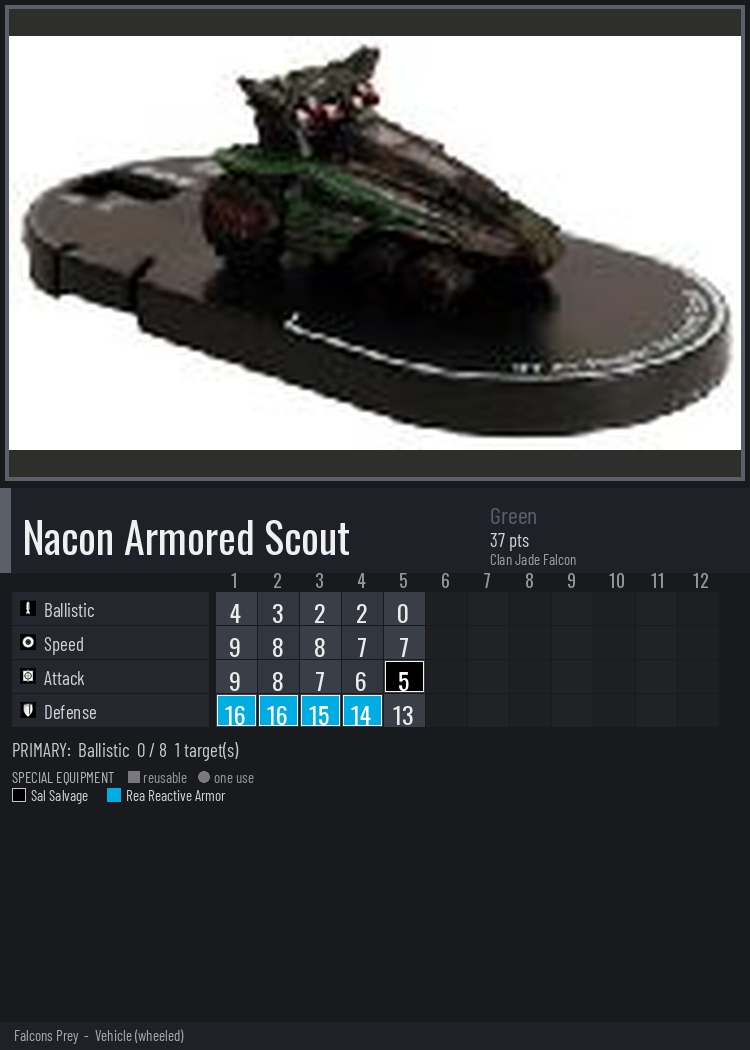 Nacon Armored Scout
Green
37 pts
Clan Jade Falcon
1 2 3 4 5 6 7 8 9 10 11 12
Ballistic 4 3 2 2 0
Speed 9 8 8 7 7
Attack 9 8 7 6 5
Defense 16 16 15 14 13
PRIMARY: Ballistic 0 / 8 1 target(s)
SPECIAL EQUIPMENT reusable one use
Sal Salvage Rea Reactive Armor
Falcons Prey - Vehicle (wheeled)